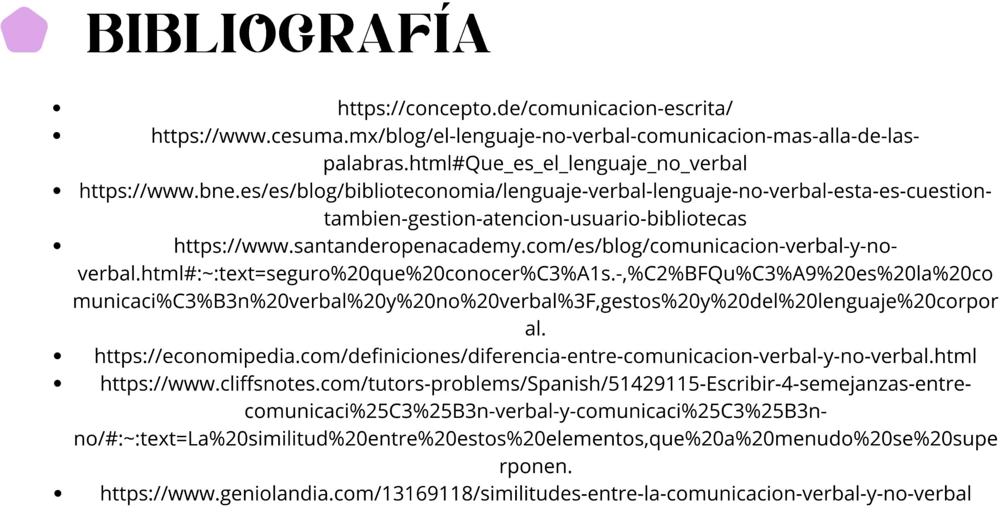 BIBLIOGRAFÍA
• https://concepto.de/comunicacion-escrita/
• https://www.cesuma.mx/blog/el-lenguaje-no-verbal-comunicacion-mas-alla-de-las-
palabras.html#Que_es_el_lenguaje_no_verbal
• https://www.bne.es/es/blog/biblioteconomia/lenguaje-verbal-lenguaje-no-verbal-esta-es-cuestion-
tambien-gestion-atencion-usuario-bibliotecas
• https://www.santanderopenacademy.com/es/blog/comunicacion-verbal-y-no-
verbal.html#:~:text=seguro%20que%20conocer%C3%A1s.-,%C2%BFQu%C3%A9%20es%20la%20co
municaci%C3%B3n%20verbal%20y%20no%20verbal%3F,gestos%20y%20del%20lenguaje%20corpor
al.
• https://economipedia.com/definiciones/diferencia-entre-comunicacion-verbal-y-no-verbal.html
• https://www.cliffsnotes.com/tutors-problems/Spanish/51429115-Escribir-4-semejanzas-entre-
comunicaci%25C3%25B3n-verbal-y-comunicaci%25C3%25B3n-
no/#:~:text=La%20similitud%20entre%20estos%20elementos,que%20a%20menudo%20se%20supe
rponen.
• https://www.geniolandia.com/13169118/similitudes-entre-la-comunicacion-verbal-y-no-verbal